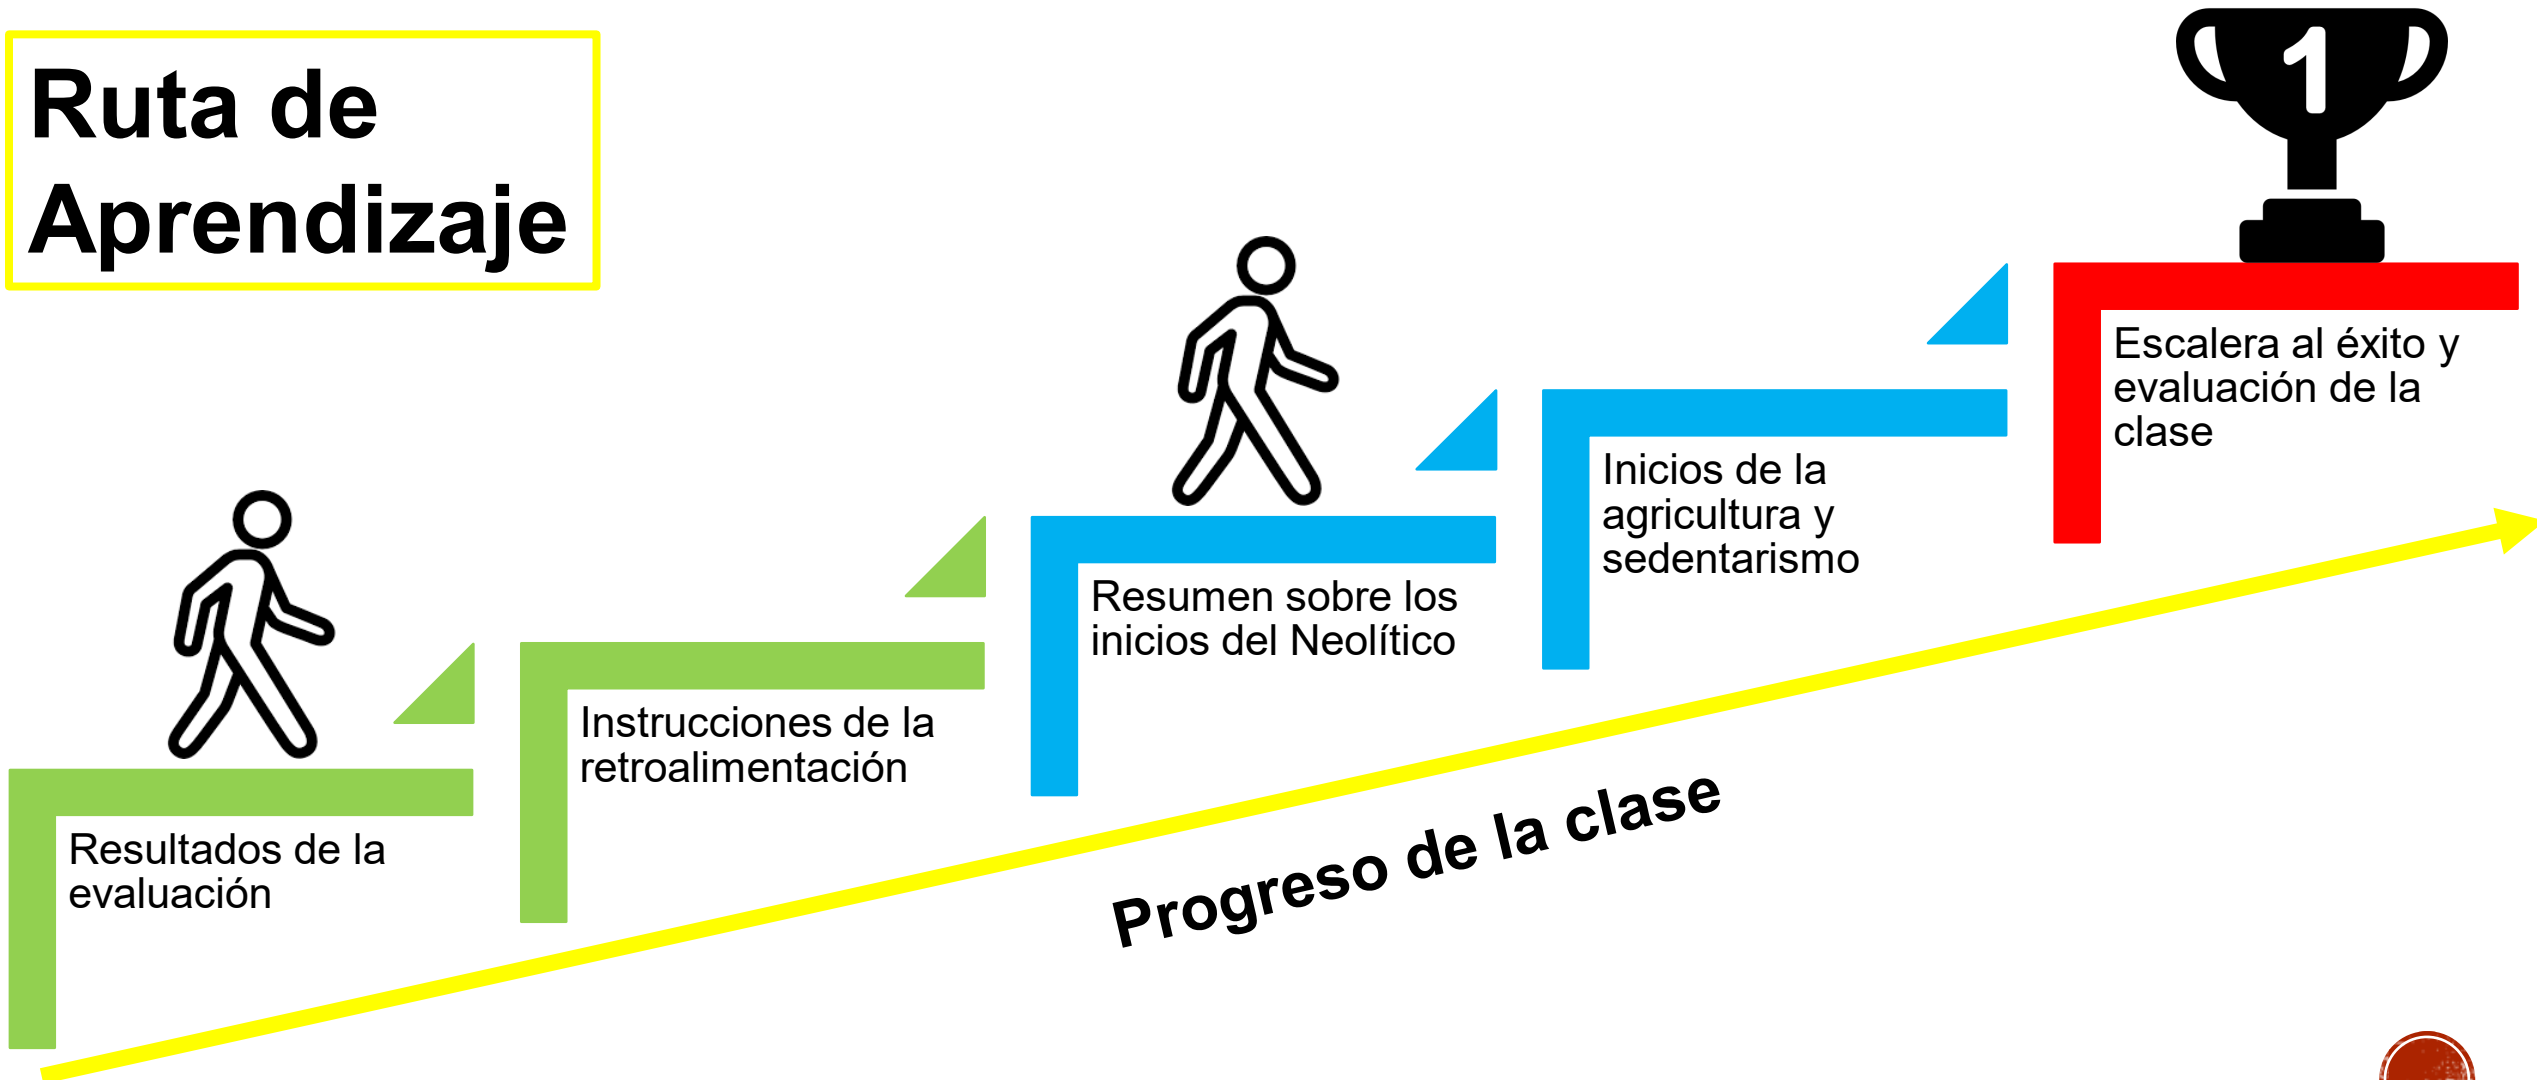 Ruta de
Aprendizaje
1
Resultados de la
evaluación
Instrucciones de la
retroalimentación
Resumen sobre los
inicios del Neolítico
Inicios de la
agricultura y
sedentarismo
Escalera al éxito y
evaluación de la
clase
Progreso de la clase